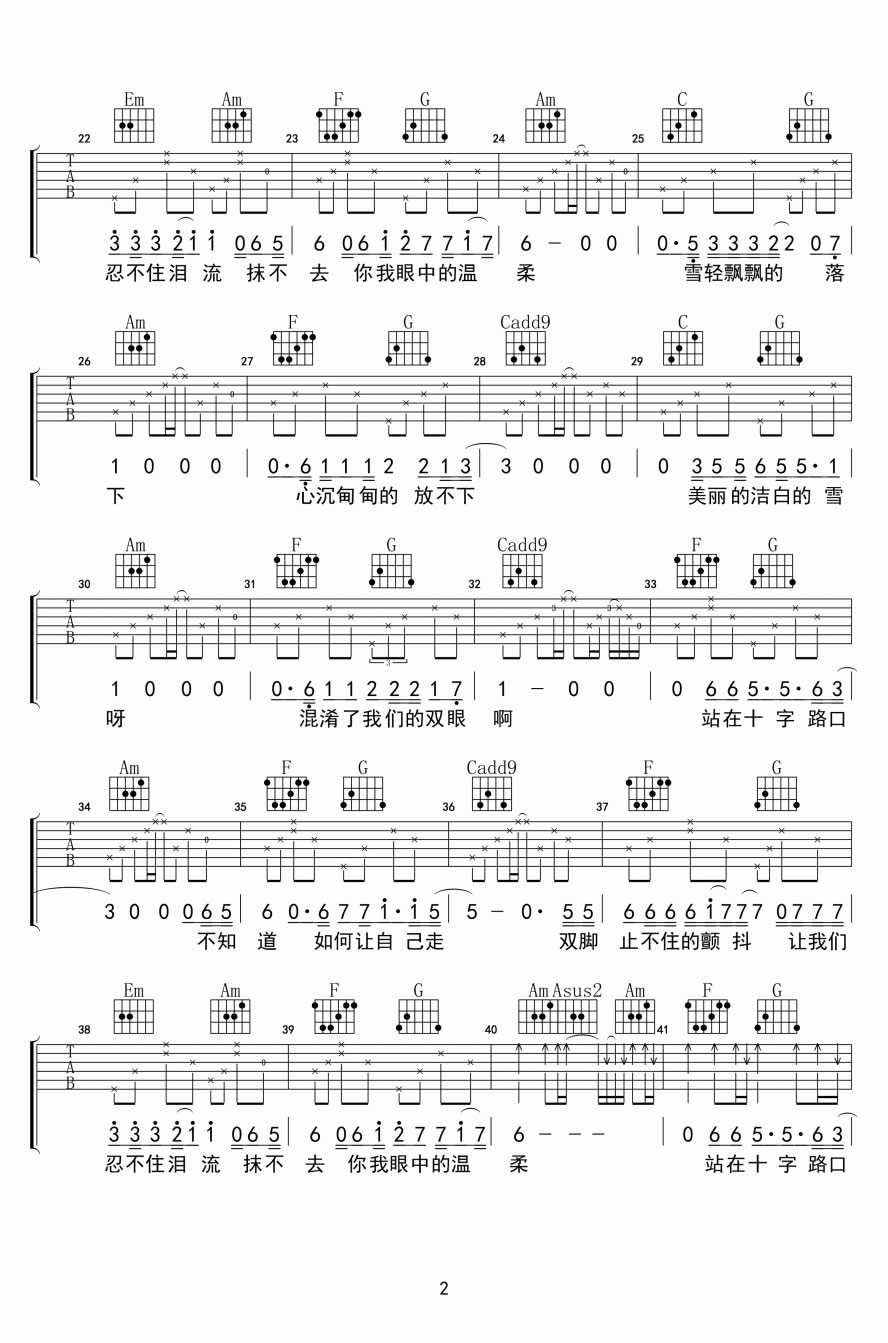 Em Am F G Am C G
22 23 24 25
T A B
3 3 3 2 1 1 0 6 5 | 6 0 6 1 2 7 7 1 7 | 6 – 0 0 | 0 · 5 3 3 3 2 2 0 7 |
忍不住泪 流 抹不 去 你我眼中的温 柔 雪轻飘飘的 落
Am F G Cadd9 C G
26 27 28 29
T A B
1 0 0 0 | 0 · 6 1 1 1 2 2 1 3 | 3 0 0 0 | 0 3 5 5 6 5 5 · 1 |
下 心沉甸甸的 放不下 美丽的洁白的 雪
Am F G Cadd9 F G
30 31 32 33
T A B
3
1 0 0 0 | 0 · 6 1 1 2 2 2 1 7 | 1 – 0 0 | 0 6 6 5 · 5 · 6 3 |
呀 混淆了我们的双眼 啊 站在十 字 路口
Am F G Cadd9 F G
34 35 36 37
T A B
3 0 0 0 6 5 | 6 0 · 6 7 7 1 · 1 5 | 5 – 0 · 5 5 | 6 6 6 6 1 7 7 7 0 7 7 7 |
不知 道 如何让自 己走 双脚 止不住的颤 抖 让我们
Em Am F G Am Asus2 Am F G
38 39 40 41
T A B
3 3 3 2 1 1 0 6 5 | 6 0 6 1 2 7 7 1 7 | 6 – – – | 0 6 6 5 · 5 · 6 3 |
忍不住泪 流 抹不 去 你我眼中的温 柔 站在十 字 路口
2